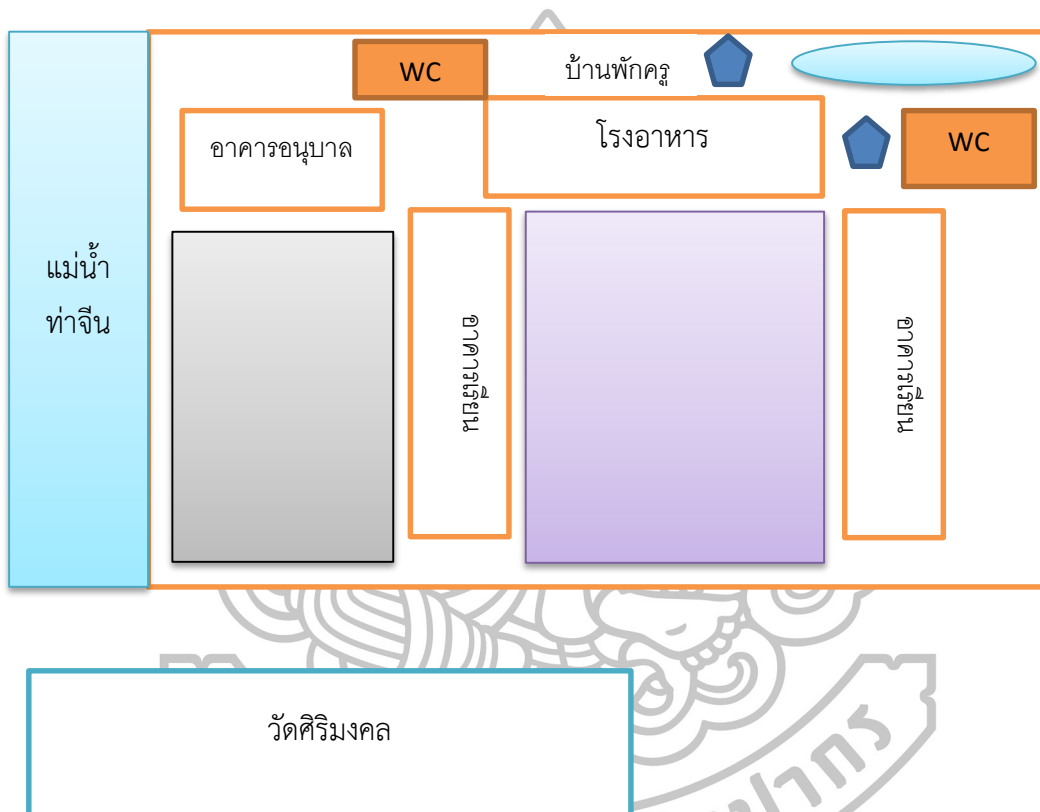 WC
บ้านพักครู
อาคารอนุบาล
โรงอาหาร
WC
แม่น้ำ
ท่าจีน
อาคารเรียน
อาคารเรียน
วัดศิริมงคล